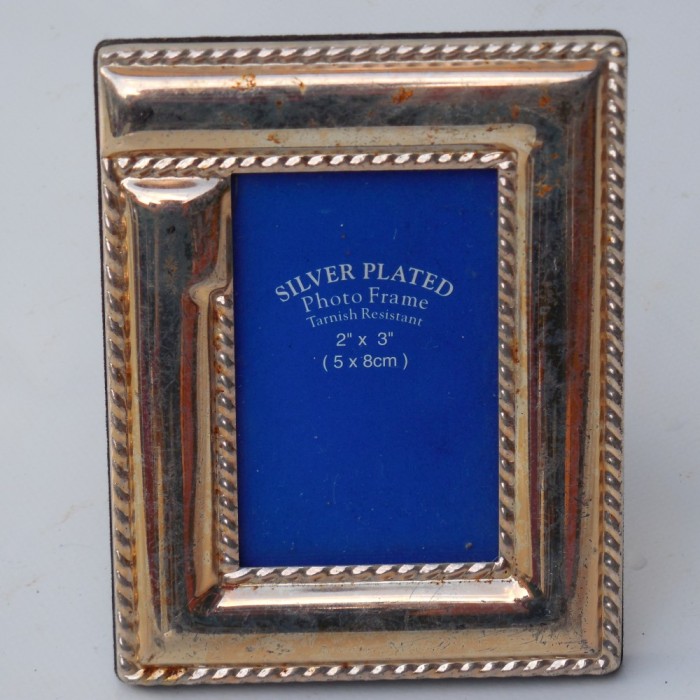 SILVER PLATED
Photo Frame
Tarnish Resistant
2" x 3"
( 5 x 8cm )